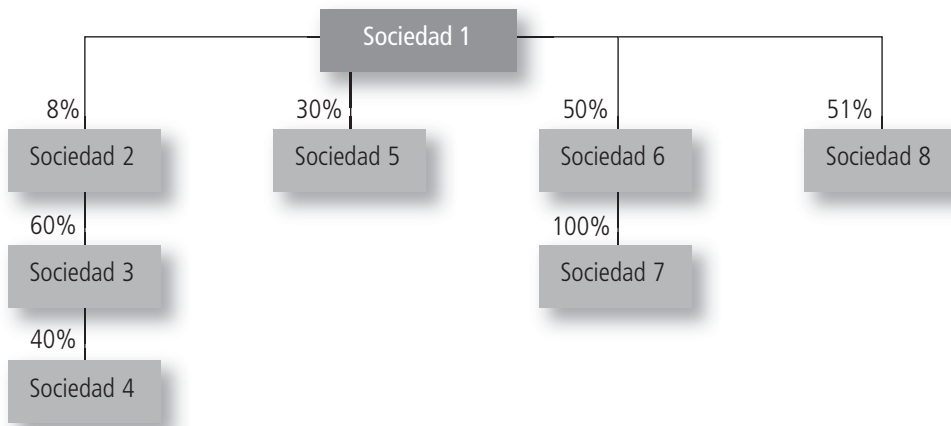 Sociedad 1
8%
30%
50%
51%
Sociedad 2
Sociedad 5
Sociedad 6
Sociedad 8
60%
100%
Sociedad 3
Sociedad 7
40%
Sociedad 4